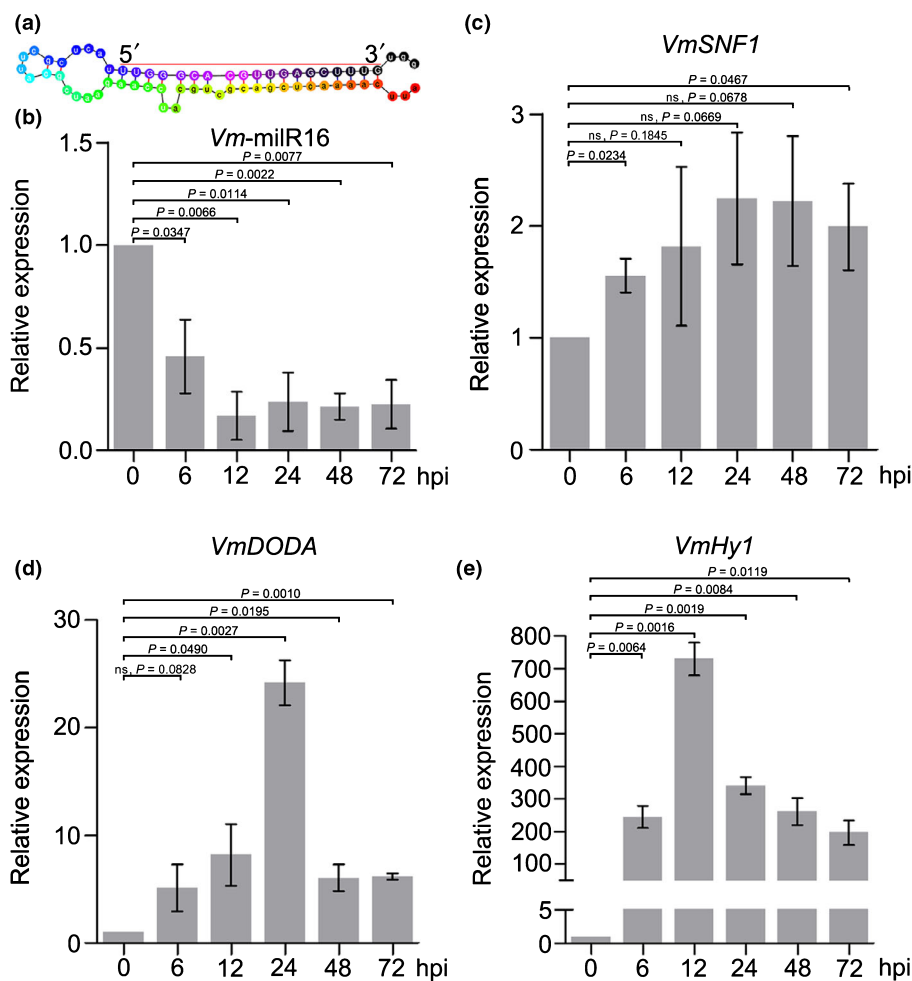 (a)
5′ 3′
(b)
Vm-milR16
P = 0.0077
P = 0.0022
P = 0.0114
P = 0.0066
P = 0.0347
Relative expression
1.5
1.0
0.5
0.0
0 6 12 24 48 72 hpi
(c)
VmSNF1
P = 0.0467
ns, P = 0.0678
ns, P = 0.0669
ns, P = 0.1845
P = 0.0234
Relative expression
3
2
1
0
0 6 12 24 48 72 hpi
(d)
VmDODA
P = 0.0010
P = 0.0195
P = 0.0027
P = 0.0490
ns, P = 0.0828
Relative expression
30
20
10
0
0 6 12 24 48 72 hpi
(e)
VmHy1
P = 0.0119
P = 0.0084
P = 0.0019
P = 0.0016
P = 0.0064
Relative expression
800
700
600
500
400
300
200
100
5
0
0 6 12 24 48 72 hpi